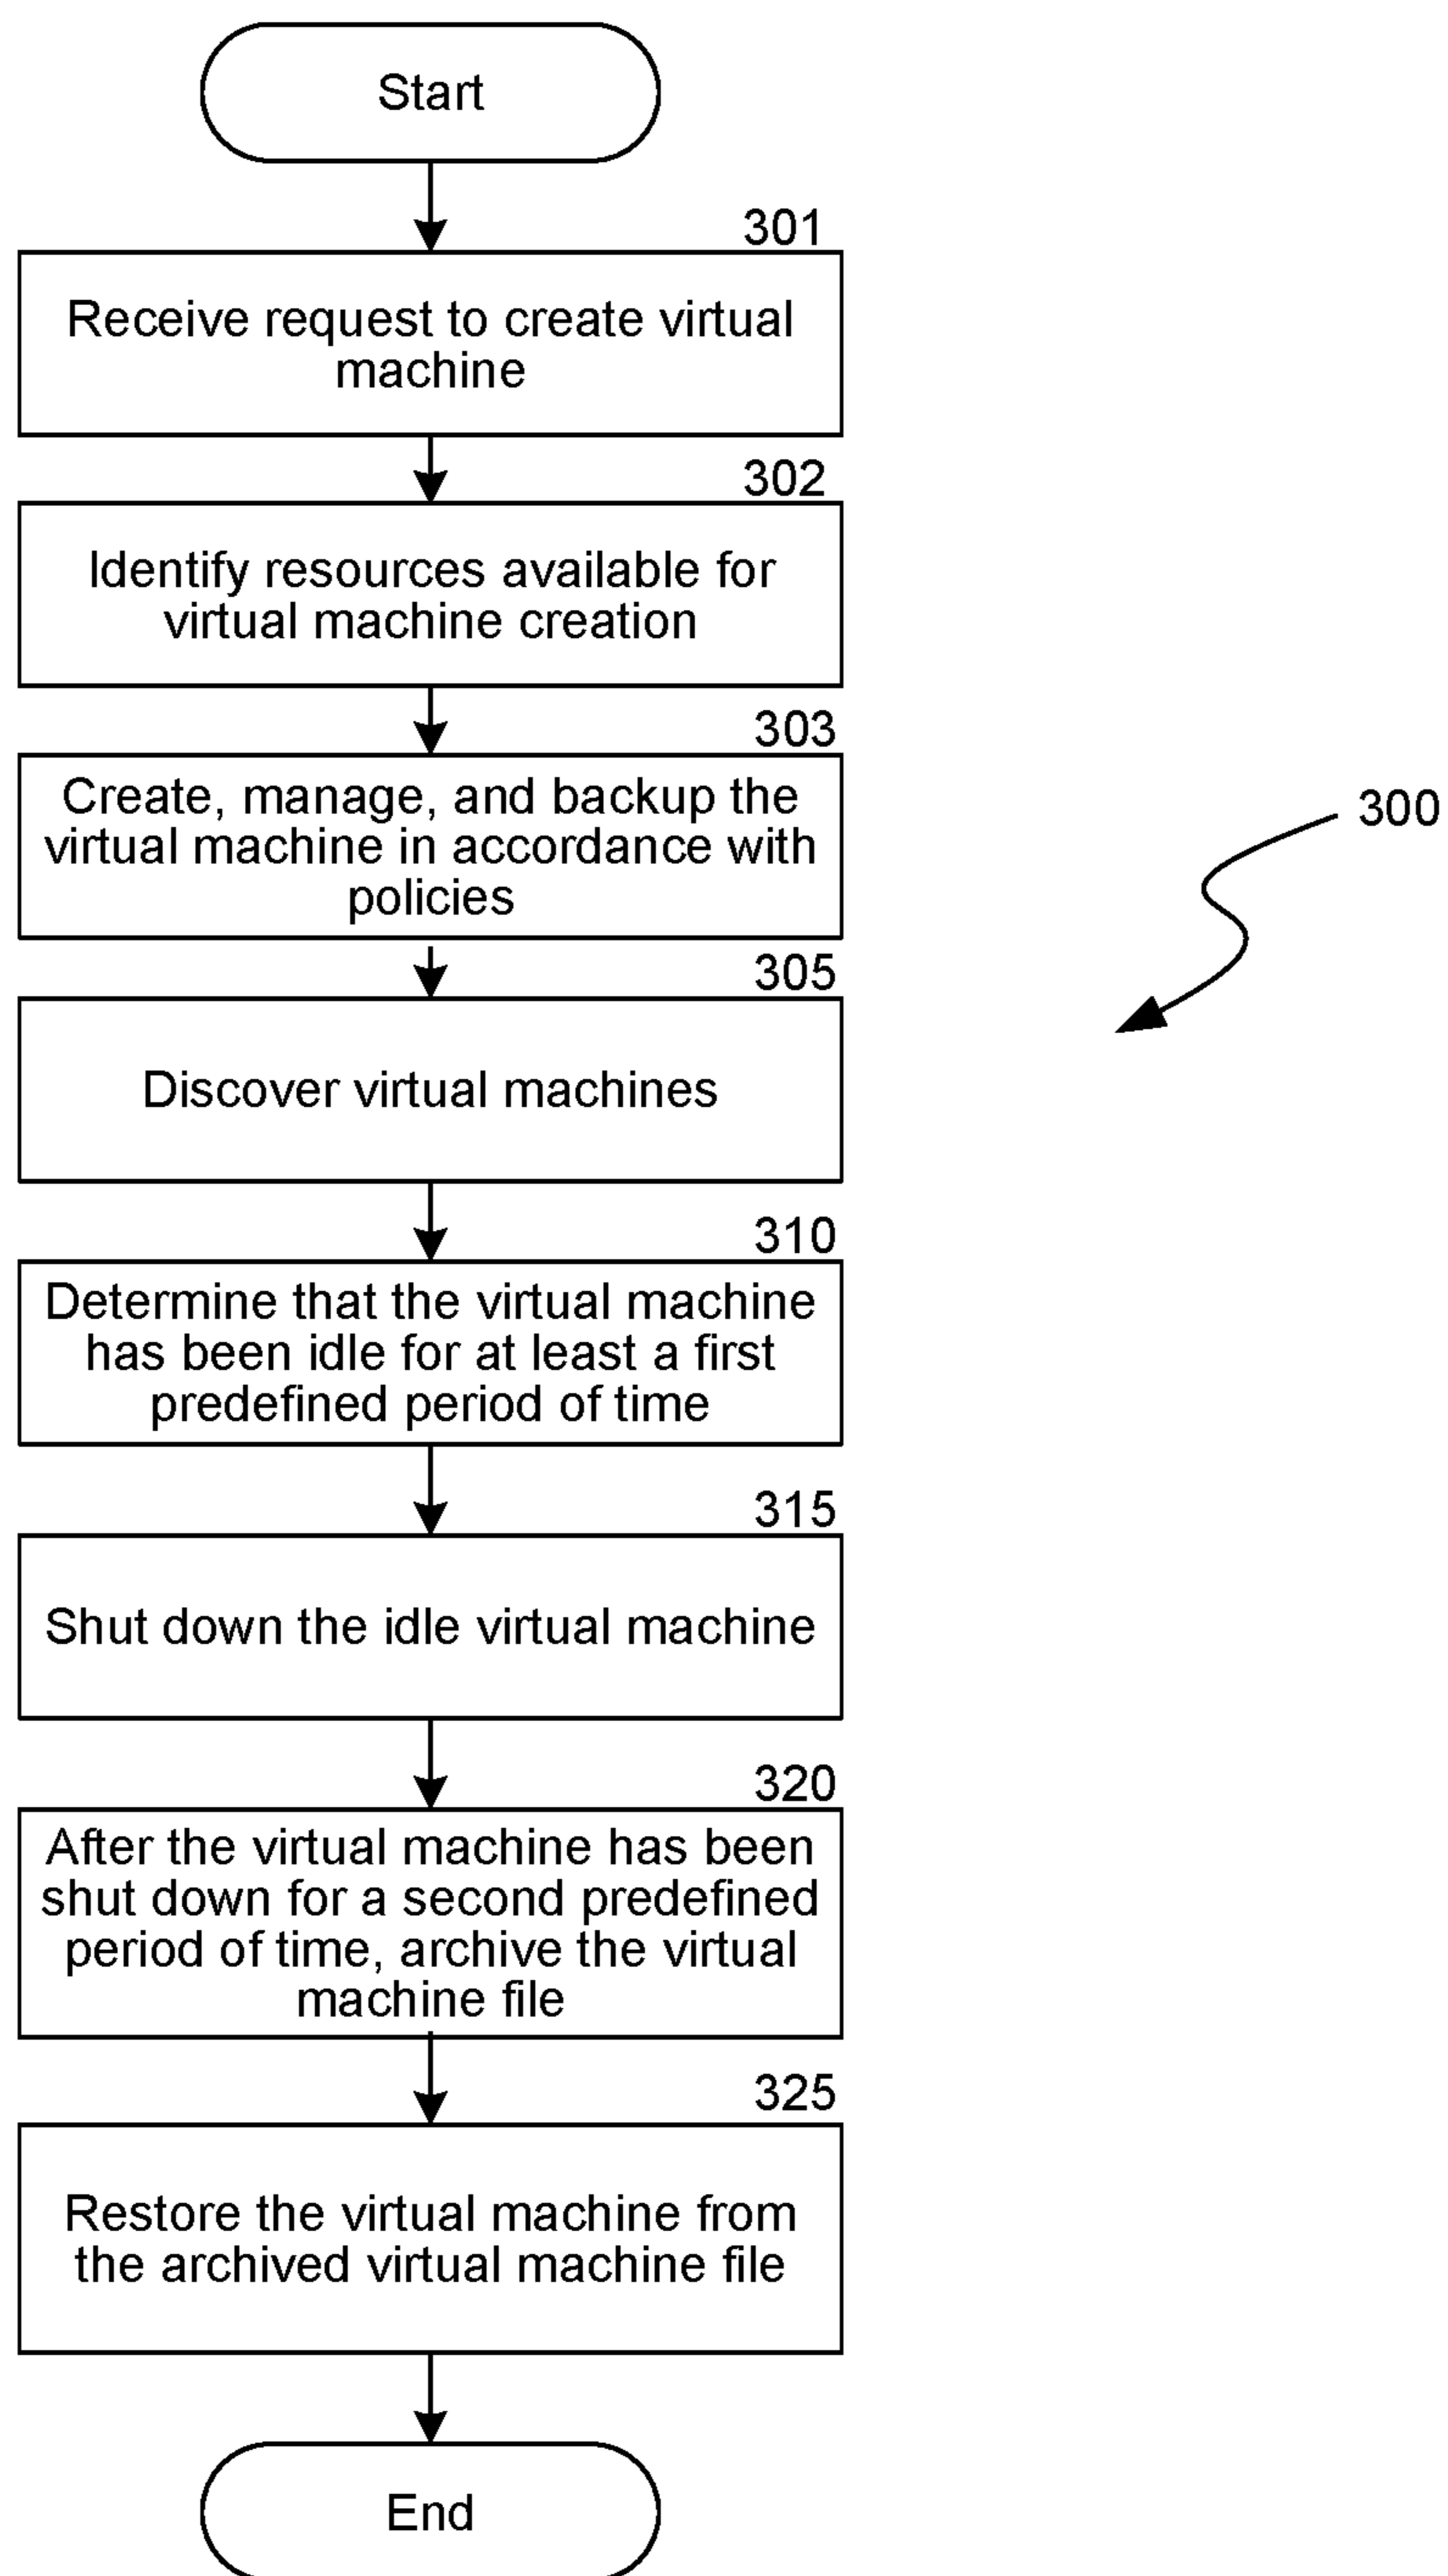 Start
301
Receive request to create virtual
machine
302
Identify resources available for
virtual machine creation
303
Create, manage, and backup the
virtual machine in accordance with
policies
300
305
Discover virtual machines
310
Determine that the virtual machine
has been idle for at least a first
predefined period of time
315
Shut down the idle virtual machine
320
After the virtual machine has been
shut down for a second predefined
period of time, archive the virtual
machine file
325
Restore the virtual machine from
the archived virtual machine file
End